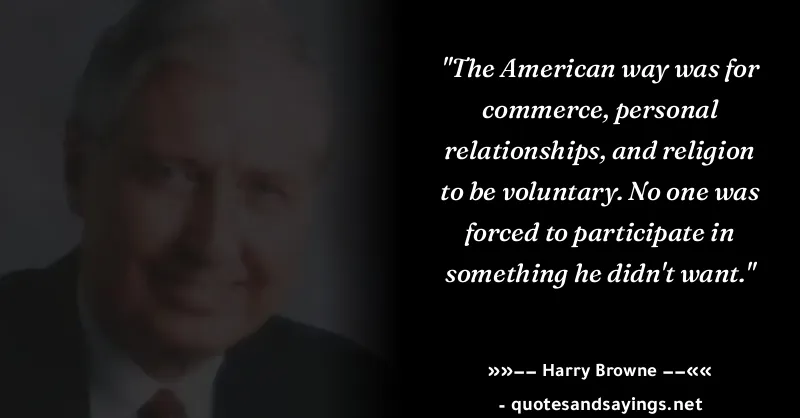 "The American way was for
commerce, personal
relationships, and religion
to be voluntary. No one was
forced to participate in
something he didn't want."
»»−− Harry Browne −−««
- quotesandsayings.net